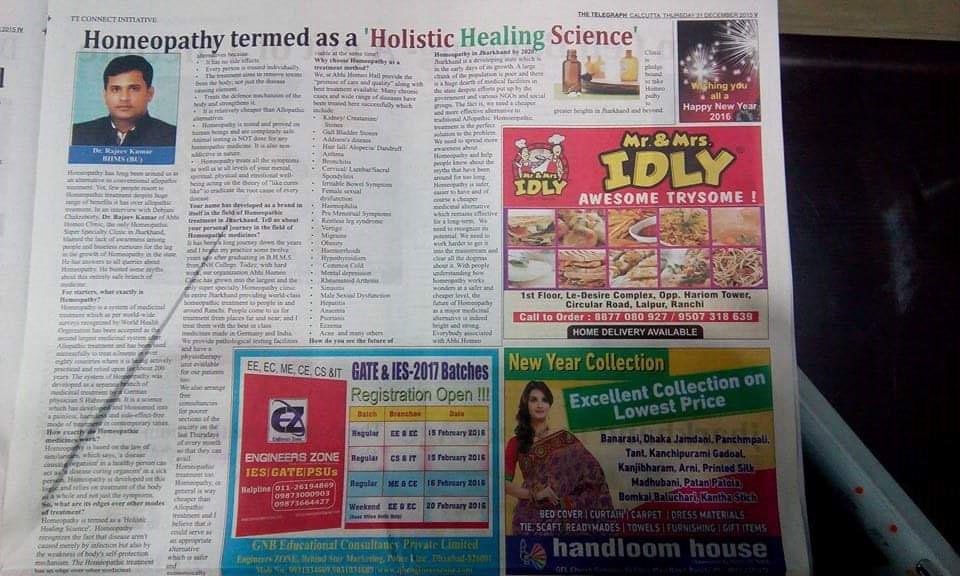 2015 IV
TT CONNECT INITIATIVE
THE TELEGRAPH CALCUTTA THURSDAY 31 DECEMBER 2015 V
Homeopathy termed as a 'Holistic Healing Science'
Dr. Rajeev Kumar
BHMS (BU)
Homeopathy has long been around us
as an alternative to conventional allopathic
treatment. Yet, few people resort to
Homeopathic treatment despite huge
range of benefits it has over allopathic
treatment. In an interview with Debjani
Chakraborty, Dr. Rajeev Kumar of Abhi
Homeo Clinic, the only Homeopathic
Super Specialty Clinic in Jharkhand,
blamed the lack of awareness among
people and baseless rumours for the lag
in the growth of Homeopathy in the state.
He has answers to all queries about
Homeopathy. He busted some myths
about this entirely safe branch of
medicine.
For starters, what exactly is
Homeopathy?
Homeopathy is a system of medicinal
treatment which as per world-wide
surveys recognized by World Health
Organization has been accepted as the
second largest medicinal system
Allopathic treatment and has been
successfully to treat ailments over
eighty countries where it is being actively
practiced and relied upon about 200
years. The system of Homeopathy was
developed as a separate branch of
medicinal treatment by German
physician S Hahnemann. It is a science
which has developed and blossomed into
a painless, harmless and side-effect-free
mode of treatment in contemporary times.
How exactly do Homeopathic
medicines work?
Homeopathy is based on the law of
which says, 'a disease
causing organism' in a healthy person can
act as a 'disease curing organism' in a sick
person. Homeopathy is developed on this
logic and relies on treatment of the body
as a whole and not just the symptoms.
So, what are its edges over other modes
of treatment?
Homeopathy is termed as a 'Holistic
Healing Science'. Homeopathy
recognizes the fact that disease aren't
caused merely by infection but also by
the weakness of body's self-protection
mechanism. The Homeopathic treatment
has an edge over other medicinal
alternatives because
• It has no side effects.
• Every person is treated individually.
• The treatment aims to remove toxins
from the body, not just the disease
causing element.
• Treats the defence mechanism of the
body and strengthens it.
• It is relatively cheaper than Allopathic
alternatives.
• Homeopathy is tested and proved on
human beings and are completely safe.
Animal testing is NOT done for any
homeopathic medicine. It is also non-
addictive in nature.
• Homeopathy treats all the symptoms
as well as at all levels of your mental,
spiritual, physical and emotional well-
being acting on the theory of "like cures
like" to eradicate the root cause of every
disease.
Your name has developed as a brand in
itself in the field of Homeopathic
treatment in Jharkhand. Tell us about
your personal journey in the field of
Homeopathic medicines?
It has been a long journey down the years
and I began my practice some twelve
years ago after graduating in B.H.M.S.
from College. Today, with hard
work, our organization Abhi Homeo
Clinic has grown into the largest and the
only super specialty Homeopathy clinic
in entire Jharkhand providing world-class
homeopathic treatment to people in and
around Ranchi. People come to us for
treatment from places far and near; and I
treat them with the best in class
medicines made in Germany and India.
We provide pathological testing facilities
and have a
physiotherapy
unit available
for our patients
too.
We also arrange
free
consultancies
for poorer
sections of the
society on the
last Thursdays
of every month
so that they can
avail
Homeopathic
treatment too.
Homeopathy, in
general is way
cheaper than
Allopathic
treatment and I
believe that is
could serve as
an appropriate
alternative
which is safer
and
economical
viable at the same time!
Why choose Homeopathy as a
treatment method?
We, at Abhi Homeo Hall provide the
"promise of care and quality" along with
best treatment available. Many chronic
cases and wide range of diseases have
been treated here successfully which
include:
• Kidney/ Creatanine/
Stones
• Gall Bladder Stones
• Addison's disease
• Hair fall/ Alopecia/ Dandruff
• Asthma
• Bronchitis
• Cervical/ Lumbar/Sacral
Spondylitis
• Irritable Bowel Symptom
• Female sexual
dysfunction
• Haemophilia
• Pre Menstrual Symptoms
• Restless leg syndrome
• Vertigo
• Migraine
• Obesity
• Haemorrhoids
• Hypothyroidism
• Common Cold
• Mental depression
• Rheumatoid Arthritis
• Sinusitis
• Male Sexual Dysfunction
• Hepatitis
• Anaemia
• Psoriasis
• Eczema
• Acne and many others
How do you see the future of
Homeopathy in Jharkhand by 2020?
Jharkhand is a developing state which is
in the early days of its growth. A large
chunk of the population is poor and there
is a huge dearth of medical facilities in
the state despite efforts put up by the
government and various NGOs and social
groups. The fact is, we need a cheaper
and more effective alternative to
traditional Allopathic. Homeopathic
treatment is the perfect
solution to the problem.
We need to spread more
awareness about
Homeopathy and help
people know about the
myths that have been
around for too long.
Homeopathy is safer,
easier to have and of
course a cheaper
medicinal alternative
which remains effective
for a long-term. We
need to recognize its
potential. We need to
work harder to get it
into the mainstream and
clear all the dogmas
about it. With people
understanding how
homeopathy works
wonders at a safer and
cheaper level, the
future of Homeopathy
as a major medicinal
alternative is indeed
bright and strong.
Everybody associated
with Abhi Homeo
Clinic
is
pledge
bound
to take
Homeo
pathy
to
greater heights in Jharkhand and beyond.
Wishing you
all a
Happy New Year
2016
Mr & Mrs
IDLY
Mr. & Mrs.
IDLY
AWESOME TRYSOME !
1st Floor, Le-Desire Complex, Opp. Hariom Tower,
Circular Road, Lalpur, Ranchi
Call to Order : 8877 080 927 / 9507 318 639
HOME DELIVERY AVAILABLE
EE, EC, ME, CE, CS & IT
EZ
Engineers Zone
ENGINEERS ZONE
IES|GATE|PSUs
Helpline 011-26194869
09873000903
09873664427
GATE & IES-2017 Batches
Registration Open !!!
Batch Branches Date
Regular EE & EC 15 February 2016
Regular CS & IT 15 February 2016
Regular ME & CE 16 February 2016
Weekend EE & EC 20 February 2016
GNB Educational Consultancy Private Limited
Engineers ZONE, Behind Star Marketing, Police Line, Dhanbad-826001
New Year Collection
Excellent Collection on
Lowest Price
Banarasi, Dhaka Jamdani, Panchmpali,
Tant, Kanchipurami Gadoal,
Kanjibharam, Arni, Printed Silk
Madhubani, Patan Patola,
Bomkai Baluchari, Kantha Stich
BED COVER | CURTAIN | CARPET | DRESS MATERIALS
TIE, SCAFT READYMADES | TOWELS | FURNISHING | GIFT ITEMS
handloom house